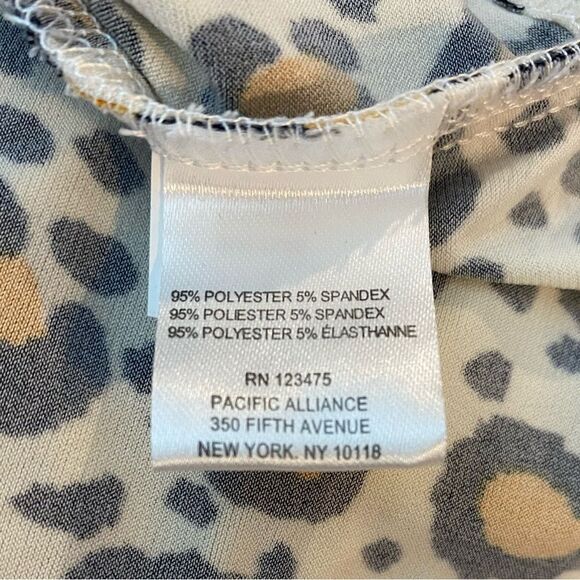 95% POLYESTER 5% SPANDEX
95% POLIESTER 5% SPANDEX
95% POLYESTER 5% ÉLASTHANNE
RN 123475
PACIFIC ALLIANCE
350 FIFTH AVENUE
NEW YORK. NY 10118